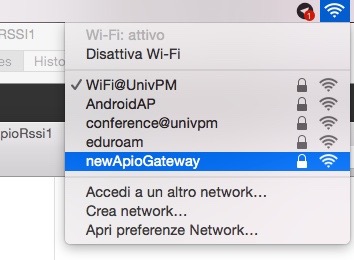 1
RSSI1
Wi-Fi: attivo
Disattiva Wi-Fi
es
Histo
WiFi@UnivPM
AndroidAP
conference@univpm
pioRssi1
eduroam
newApioGateway
Accedi a un altro network...
Crea network...
Apri preferenze Network...